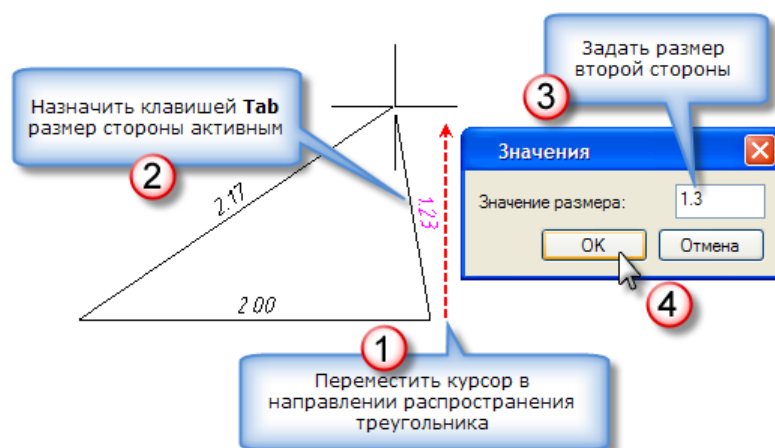 Задать размер
второй стороны
3
Назначить клавишей Tab
размер стороны активным
2
Значения
Значение размера:
1.3
OK
Отмена
4
2.17
1.23
2.00
1
Переместить курсор в
направлении распространения
треугольника